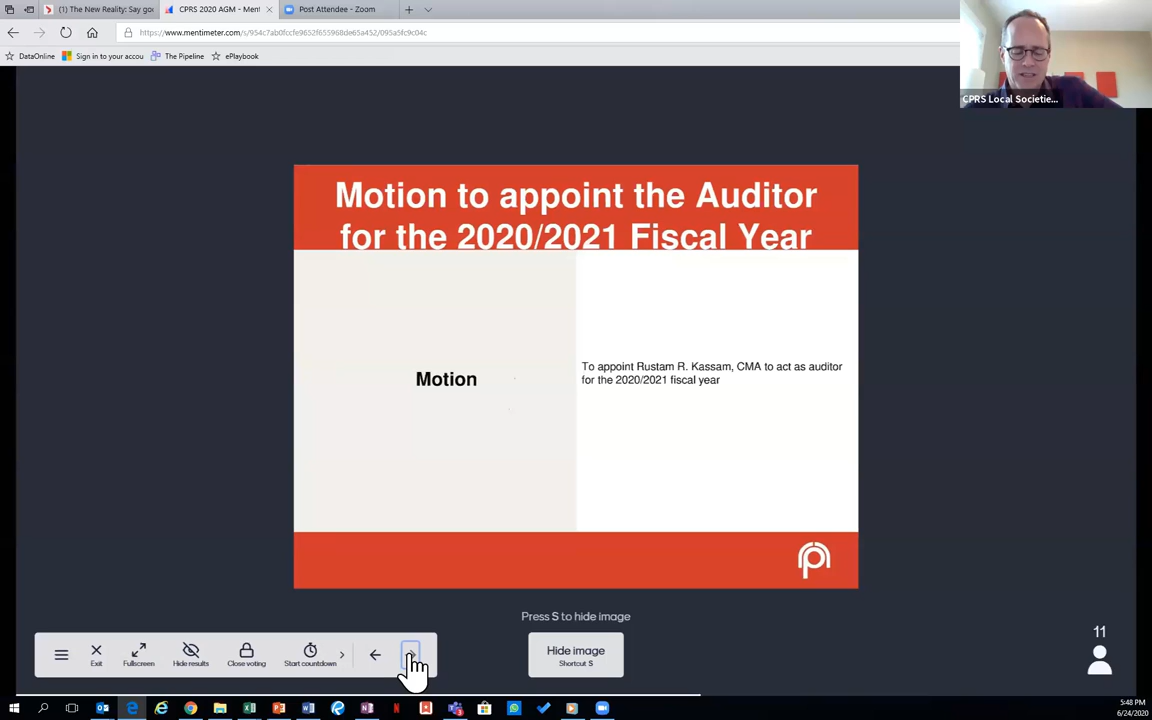 (1) The New Reality: Say goo
CPRS 2020 AGM - Ment
Post Attendee - Zoom
https://www.mentimeter.com/s/954c7ab0fccfe9652f655968de65a452/095a5fc9c04c
DataOnline
Sign in to your accou
The Pipeline
ePlaybook
CPRS Local Societie...
Motion to appoint the Auditor
for the 2020/2021 Fiscal Year
Motion
To appoint Rustam R. Kassam, CMA to act as auditor
for the 2020/2021 fiscal year
Press S to hide image
Hide image
Shortcut S
Exit
Fullscreen
Hide results
Close voting
Start countdown
11
5:48 PM
6/24/2020